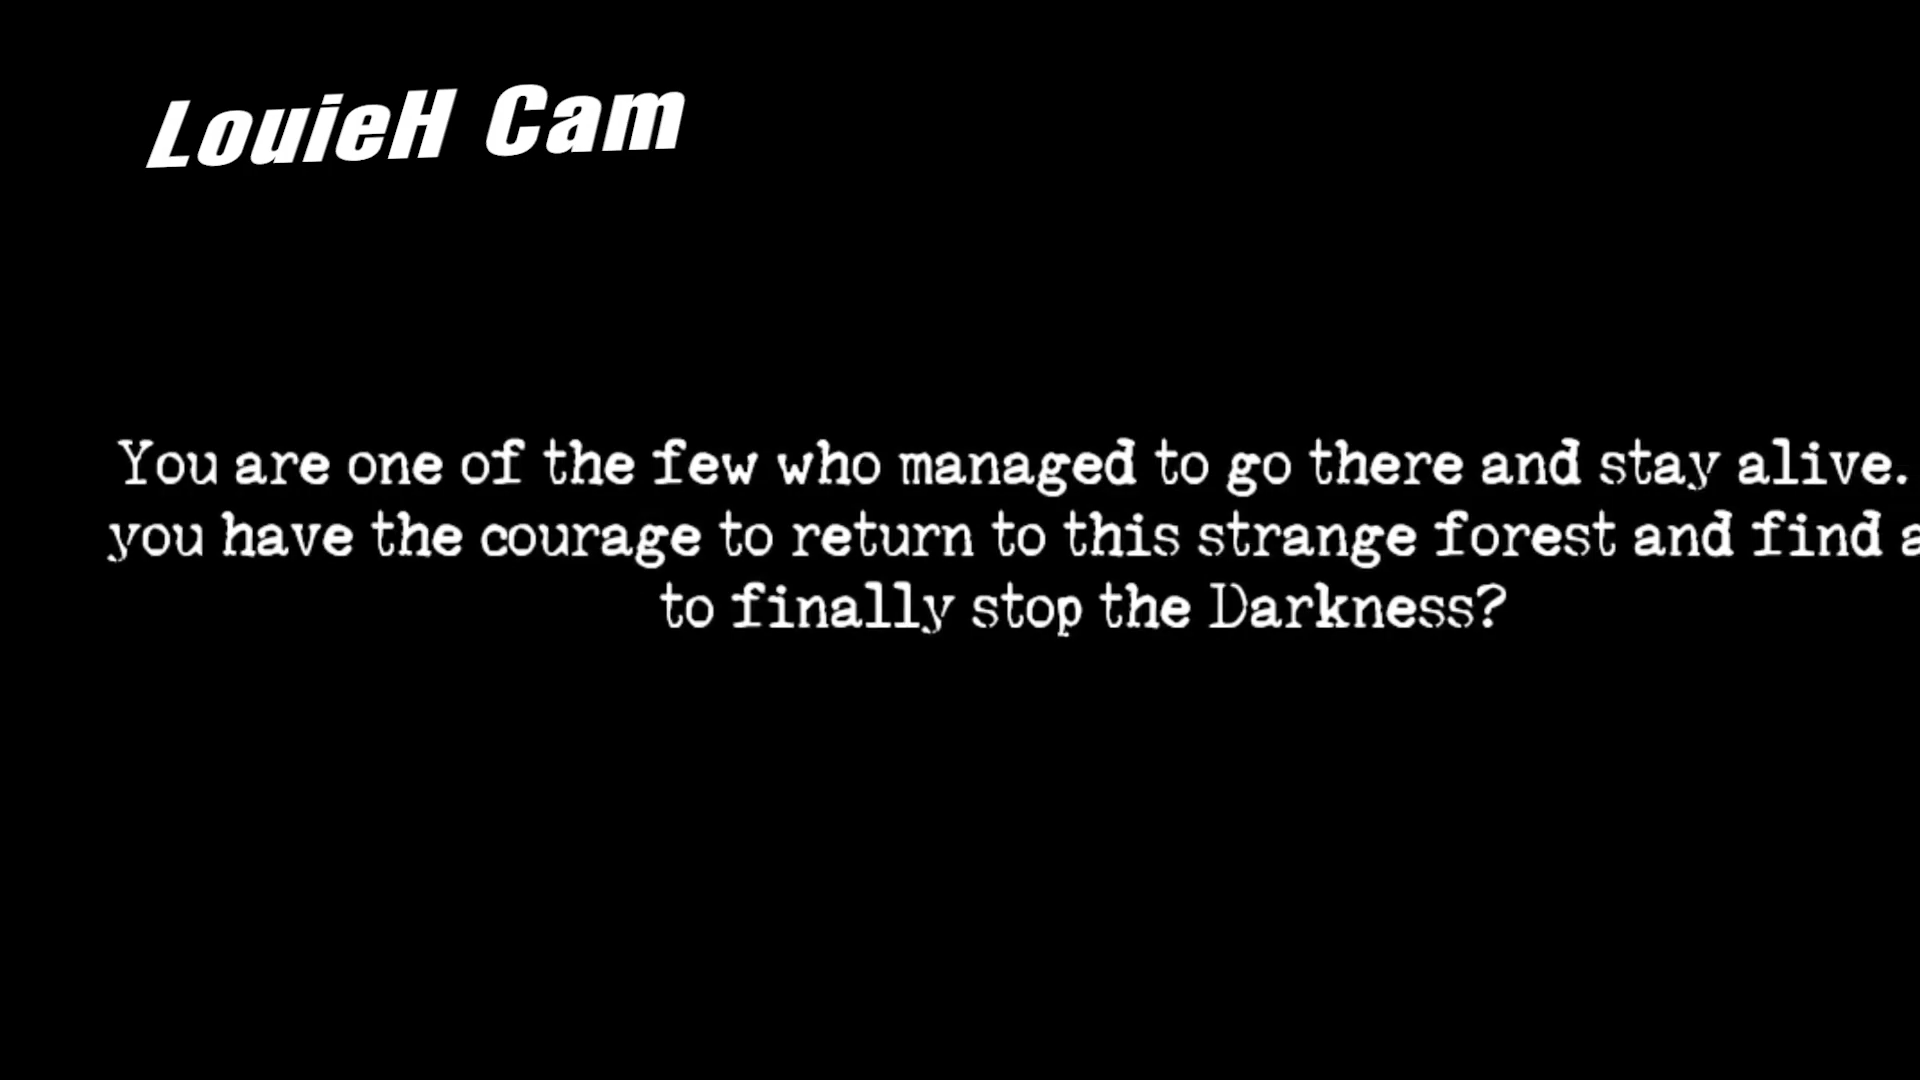 LouieH Cam
You are one of the few who managed to go there and stay alive.
you have the courage to return to this strange forest and find a
to finally stop the Darkness?